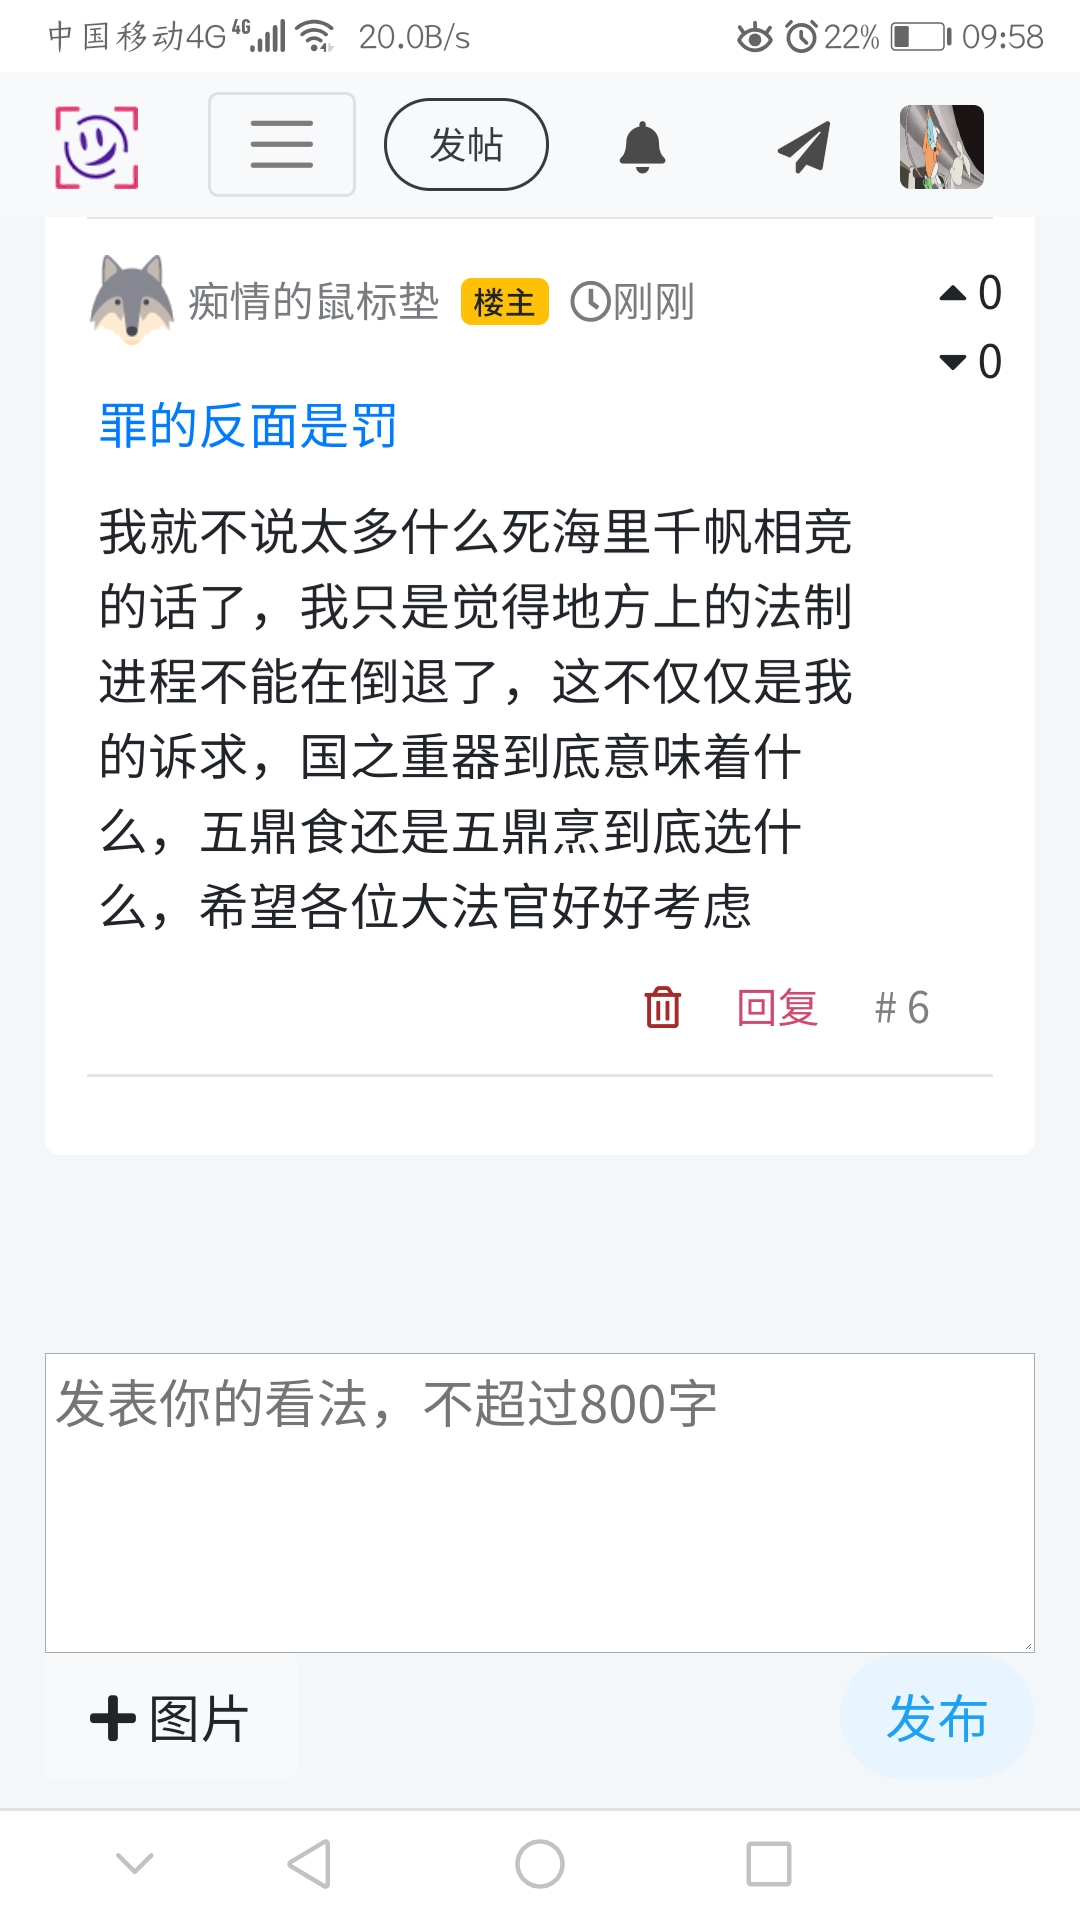 中国移动4G 4G 20.0B/s 22% 09:58
发帖
痴情的鼠标垫 楼主 刚刚 0
0
罪的反面是罚
我就不说太多什么死海里千帆相竞
的话了，我只是觉得地方上的法制
进程不能在倒退了，这不仅仅是我
的诉求，国之重器到底意味着什
么，五鼎食还是五鼎烹到底选什
么，希望各位大法官好好考虑
回复 # 6
发表你的看法，不超过800字
图片 发布